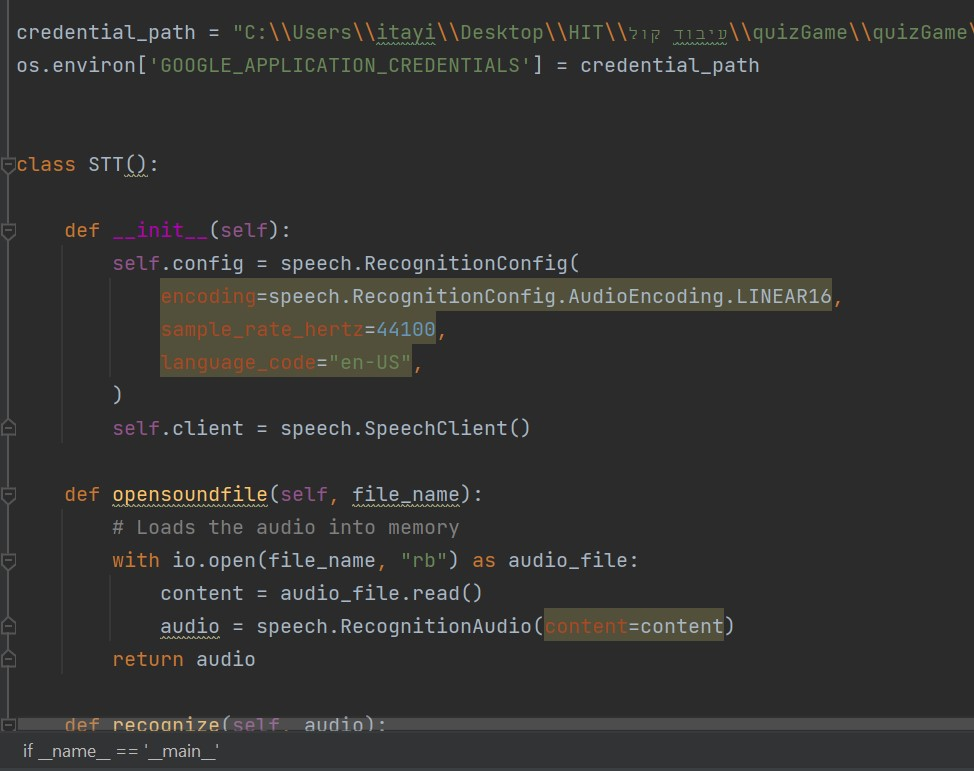 credential_path = "C:\\Users\\itayi\\Desktop\\HIT\\עיבוד קול\\quizGame\\quizGame\
os.environ['GOOGLE_APPLICATION_CREDENTIALS'] = credential_path
class STT():
def __init__(self):
self.config = speech.RecognitionConfig(
encoding=speech.RecognitionConfig.AudioEncoding.LINEAR16,
sample_rate_hertz=44100,
language_code="en-US",
)
self.client = speech.SpeechClient()
def opensoundfile(self, file_name):
# Loads the audio into memory
with io.open(file_name, "rb") as audio_file:
content = audio_file.read()
audio = speech.RecognitionAudio(content=content)
return audio
def recognize(self, audio):
if __name__ == '__main__'